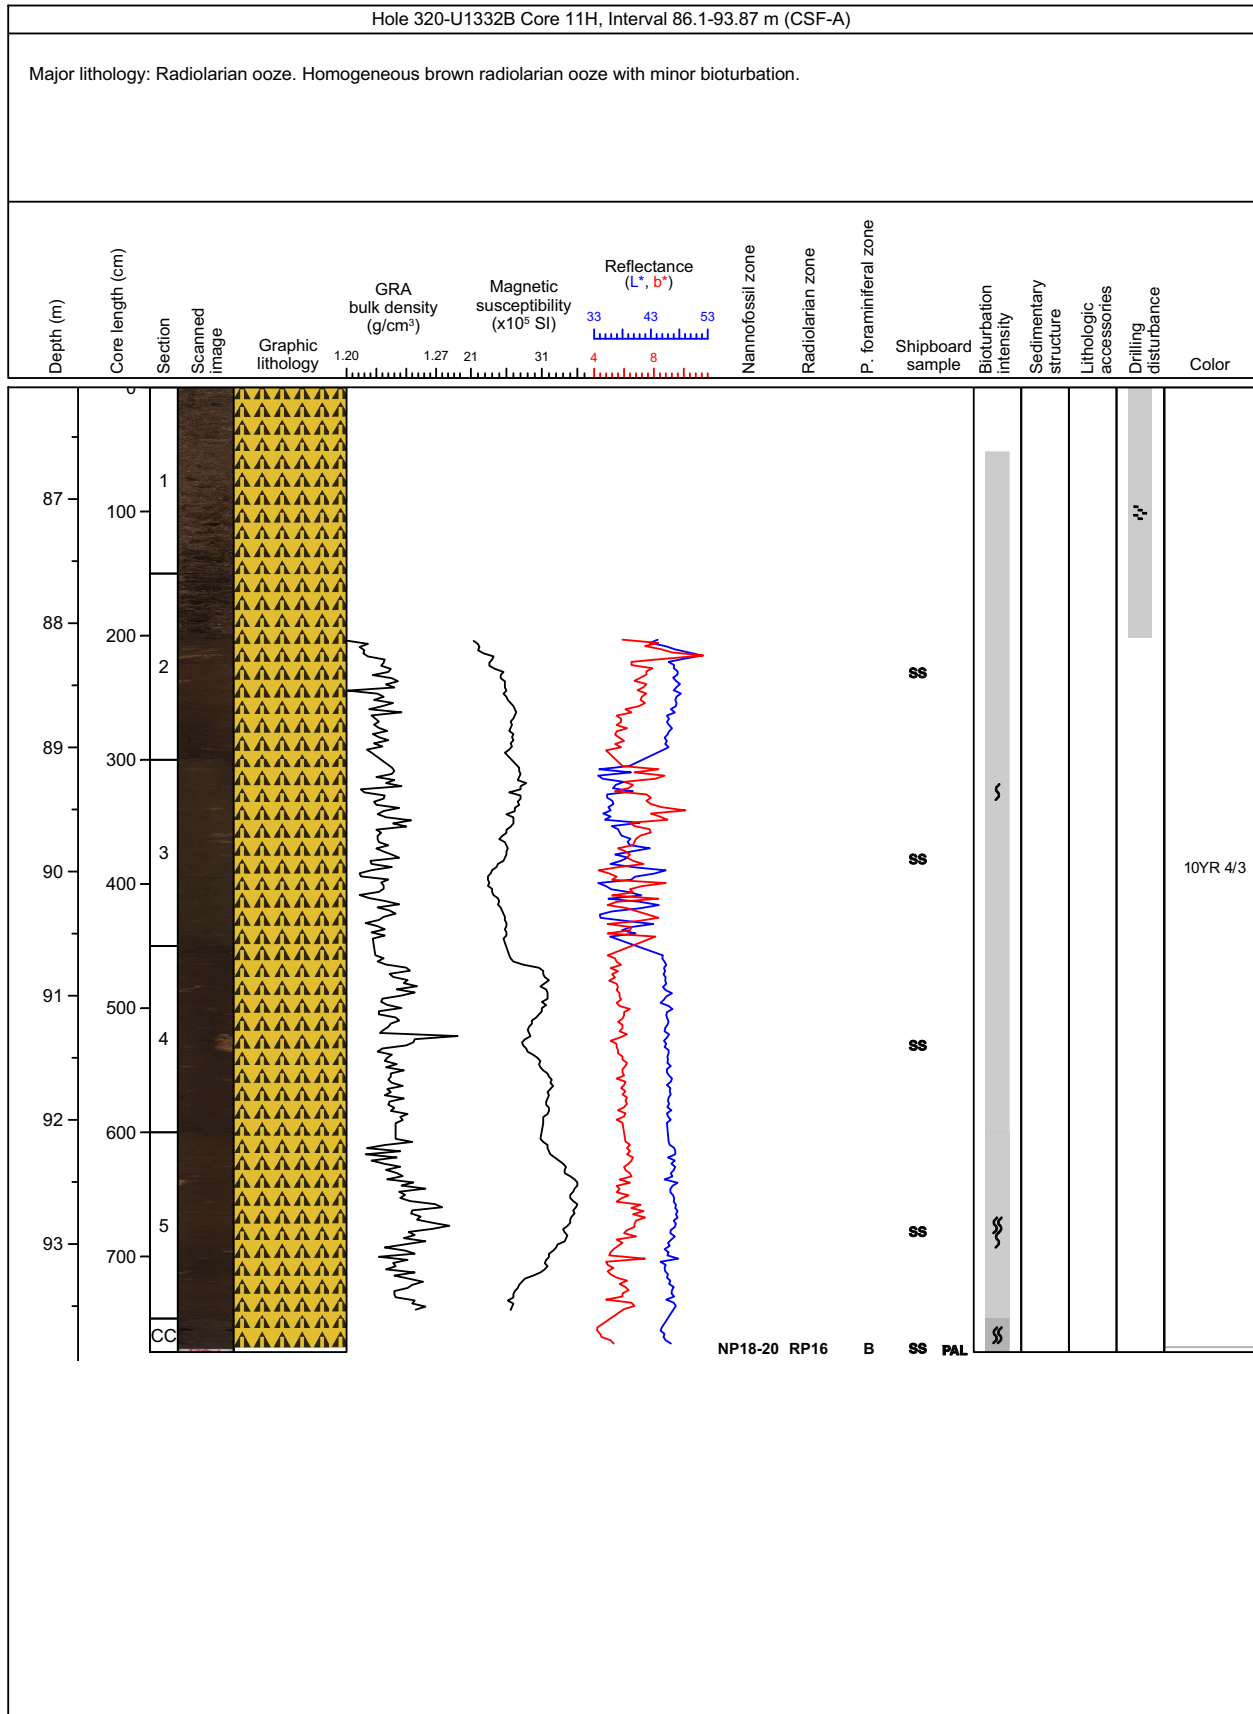 Hole 320-U1332B Core 11H, Interval 86.1-93.87 m (CSF-A)
Major lithology: Radiolarian ooze. Homogeneous brown radiolarian ooze with minor bioturbation.
Depth (m)
Core length (cm)
Section
Scanned
image
Graphic
lithology
GRA
bulk density
(g/cm³)
1.20 1.27
Magnetic
susceptibility
(x10⁵ SI)
21 31
Reflectance
(L*, b*)
33 43 53
4 8
Nannofossil zone
Radiolarian zone
P. foraminiferal zone
Shipboard
sample
Bioturbation
intensity
Sedimentary
structure
Lithologic
accessories
Drilling
disturbance
Color
0
1
87
100
88
200
2
SS
89
300
3
SS
90
400
10YR 4/3
91
500
4
SS
92
600
5
SS
93
700
CC
NP18-20 RP16 B SS PAL